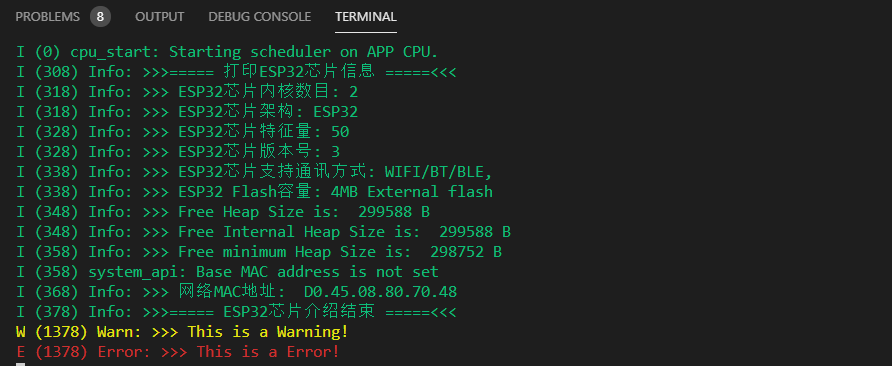 PROBLEMS 8 OUTPUT DEBUG CONSOLE TERMINAL
I (0) cpu_start: Starting scheduler on APP CPU.
I (308) Info: >>>===== 打印ESP32芯片信息 =====<<<
I (318) Info: >>> ESP32芯片内核数目: 2
I (318) Info: >>> ESP32芯片架构: ESP32
I (328) Info: >>> ESP32芯片特征量: 50
I (328) Info: >>> ESP32芯片版本号: 3
I (338) Info: >>> ESP32芯片支持通讯方式: WIFI/BT/BLE,
I (338) Info: >>> ESP32 Flash容量: 4MB External flash
I (348) Info: >>> Free Heap Size is:  299588 B
I (348) Info: >>> Free Internal Heap Size is: 299588 B
I (358) Info: >>> Free minimum Heap Size is:  298752 B
I (358) system_api: Base MAC address is not set
I (368) Info: >>> 网络MAC地址:  D0.45.08.80.70.48
I (378) Info: >>>===== ESP32芯片介绍结束 =====<<<
W (1378) Warn: >>> This is a Warning!
E (1378) Error: >>> This is a Error!